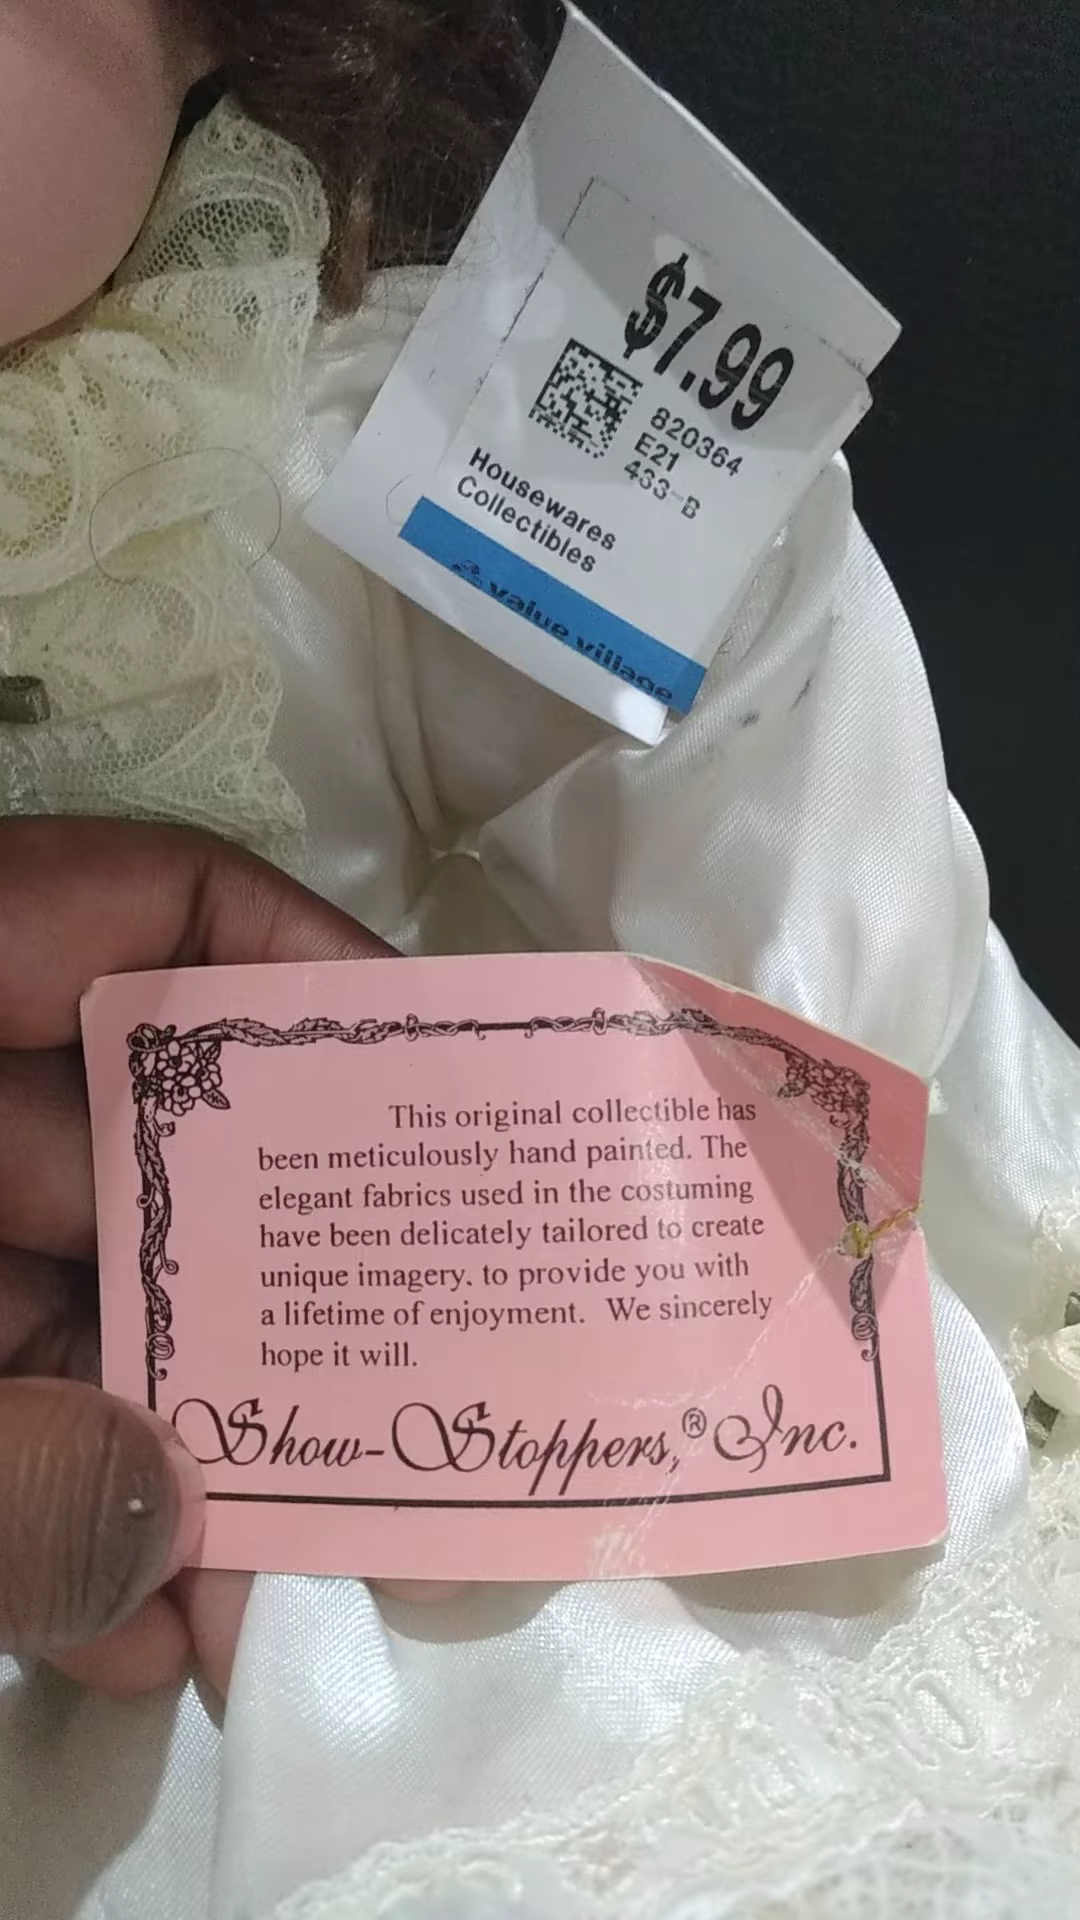 $7.99
820364
E21
433-B
Housewares
Collectibles
value village
This original collectible has
been meticulously hand painted. The
elegant fabrics used in the costuming
have been delicately tailored to create
unique imagery, to provide you with
a lifetime of enjoyment. We sincerely
hope it will.
Show-Stoppers,® Inc.